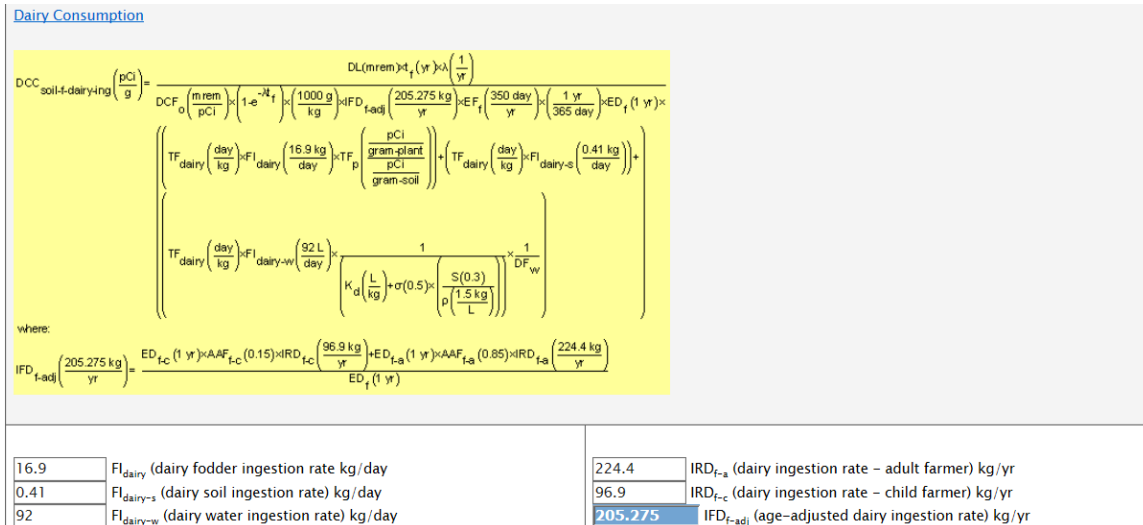 Dairy Consumption
DCC soil-f-dairy-ing (pCi/g) = DL(mrem)×t_f (yr)×λ(1/yr)
DCF_o (mrem/pCi)×(1-e^-λt_f)×(1000 g/kg)×IFD_f-adj (205.275 kg/yr)×EF_f (350 day/yr)×(1 yr/365 day)×ED_f (1 yr)×
((TF_dairy (day/kg)×FI_dairy (16.9 kg/day)×TF_p (pCi/gram-plant / pCi/gram-soil))+(TF_dairy (day/kg)×FI_dairy-s (0.41 kg/day))+
(TF_dairy (day/kg)×FI_dairy-w (92 L/day)×1/(K_d (L/kg)+σ(0.5)×(S(0.3)/ρ(1.5 kg/L)))×1/DF_w))
where:
IFD_f-adj (205.275 kg/yr) = ED_f-c (1 yr)×AAF_f-c (0.15)×IRD_f-c (96.9 kg/yr)+ED_f-a (1 yr)×AAF_f-a (0.85)×IRD_f-a (224.4 kg/yr)
ED_f (1 yr)
16.9 FI_dairy (dairy fodder ingestion rate kg/day
0.41 FI_dairy-s (dairy soil ingestion rate) kg/day
92 FI_dairy-w (dairy water ingestion rate) kg/day
224.4 IRD_f-a (dairy ingestion rate - adult farmer) kg/yr
96.9 IRD_f-c (dairy ingestion rate - child farmer) kg/yr
205.275 IFD_f-adj (age-adjusted dairy ingestion rate) kg/yr